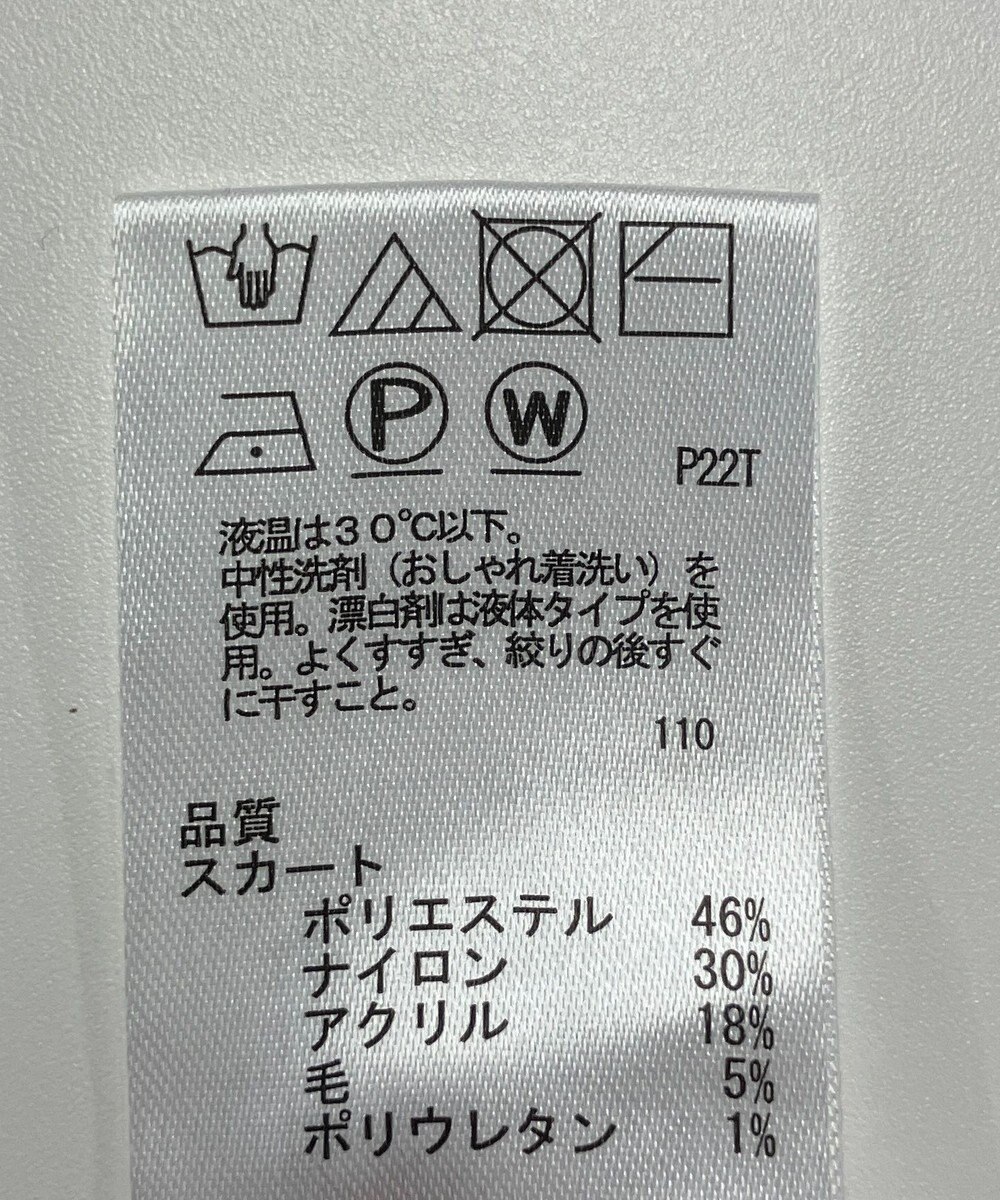 P
W
P22T
液温は30℃以下。
中性洗剤（おしゃれ着洗い）を
使用。漂白剤は液体タイプを使
用。よくすすぎ、絞りの後すぐ
に干すこと。
110
品質
スカート
ポリエステル 46%
ナイロン 30%
アクリル 18%
毛 5%
ポリウレタン 1%